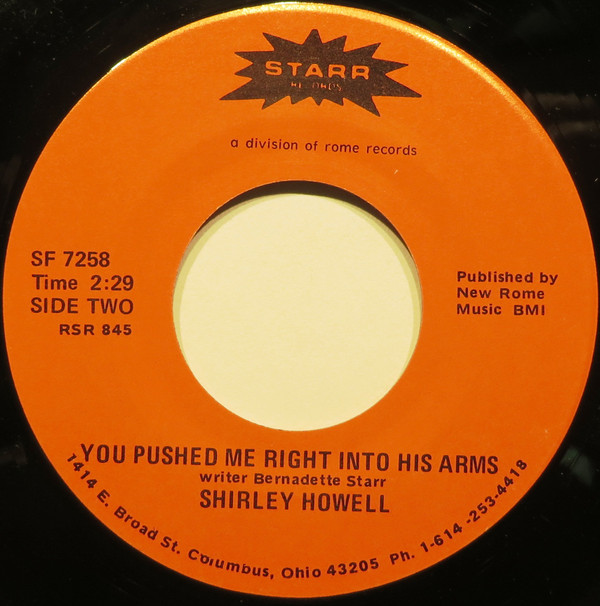 STARR
RECORDS
a division of rome records
SF 7258
Time 2:29
SIDE TWO
RSR 845
Published by
New Rome
Music BMI
YOU PUSHED ME RIGHT INTO HIS ARMS
writer Bernadette Starr
SHIRLEY HOWELL
1414 E. Broad St. Columbus, Ohio 43205 Ph. 1-614-253-4418